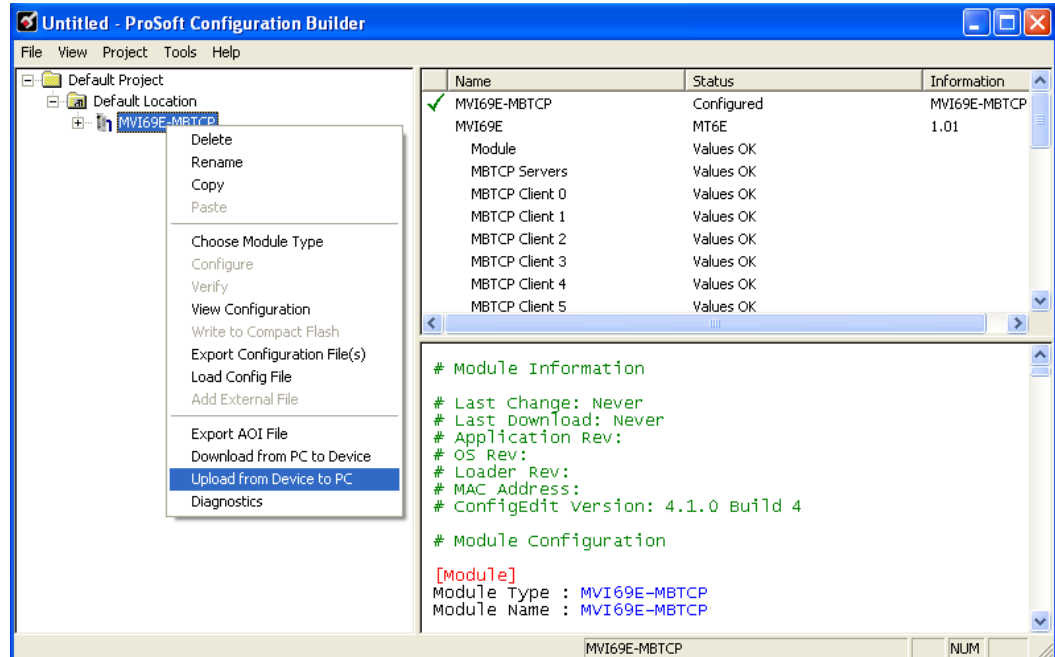 Untitled - ProSoft Configuration Builder
File View Project Tools Help
Default Project
Default Location
MVI69E-MBTCP
Delete
Rename
Copy
Paste
Choose Module Type
Configure
Verify
View Configuration
Write to Compact Flash
Export Configuration File(s)
Load Config File
Add External File
Export AOI File
Download from PC to Device
Upload from Device to PC
Diagnostics
Name Status Information
MVI69E-MBTCP Configured MVI69E-MBTCP
MVI69E MT6E 1.01
Module Values OK
MBTCP Servers Values OK
MBTCP Client 0 Values OK
MBTCP Client 1 Values OK
MBTCP Client 2 Values OK
MBTCP Client 3 Values OK
MBTCP Client 4 Values OK
MBTCP Client 5 Values OK
# Module Information
# Last Change: Never
# Last Download: Never
# Application Rev:
# OS Rev:
# Loader Rev:
# MAC Address:
# ConfigEdit Version: 4.1.0 Build 4
# Module Configuration
[Module]
Module Type : MVI69E-MBTCP
Module Name : MVI69E-MBTCP
MVI69E-MBTCP NUM